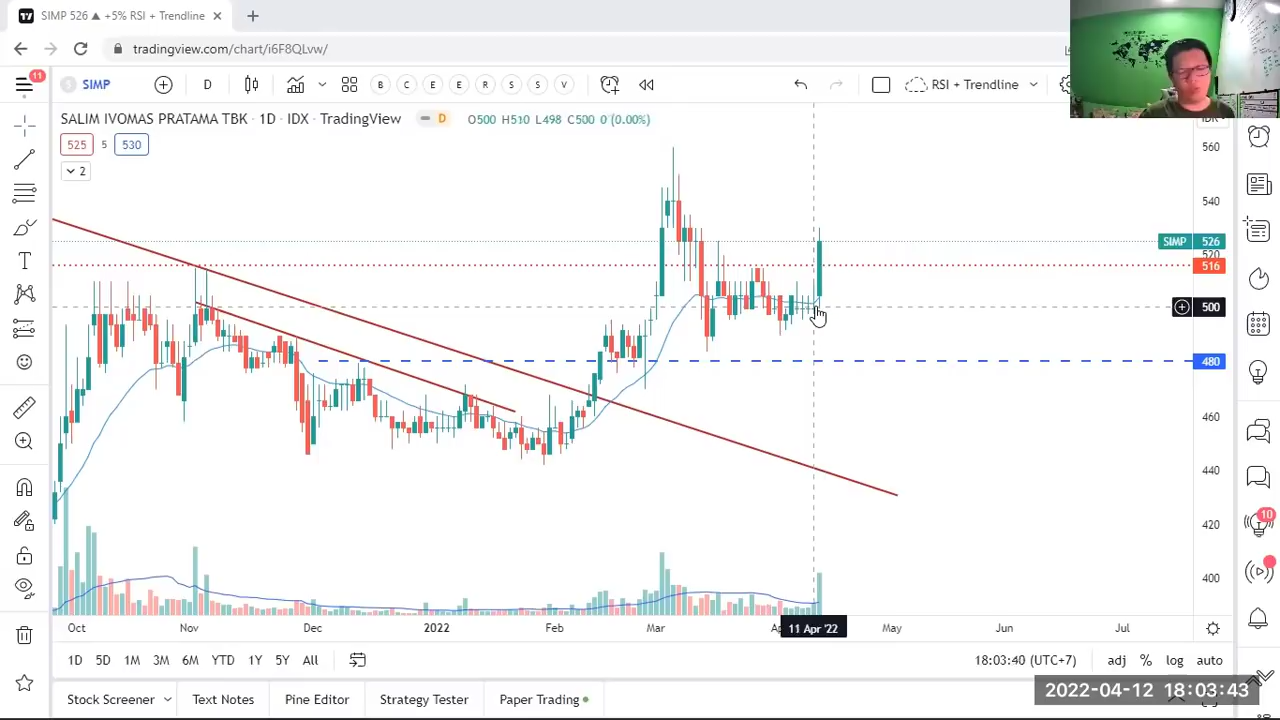 SIMP 526 ▲ +5% RSI + Trendline
tradingview.com/chart/i6F8QLvw/
11
SIMP
D
B C E E R S S V
RSI + Trendline
SALIM IVOMAS PRATAMA TBK · 1D · IDX · TradingView
D
O500 H510 L498 C500 0 (0.00%)
525
5
530
2
560
540
SIMP 526
520
516
500
480
460
440
420
400
10
Oct
Nov
Dec
2022
Feb
Mar
11 Apr '22
May
Jun
Jul
1D 5D 1M 3M 6M YTD 1Y 5Y All
18:03:40 (UTC+7)
adj % log auto
2022-04-12 18:03:43
Stock Screener
Text Notes
Pine Editor
Strategy Tester
Paper Trading